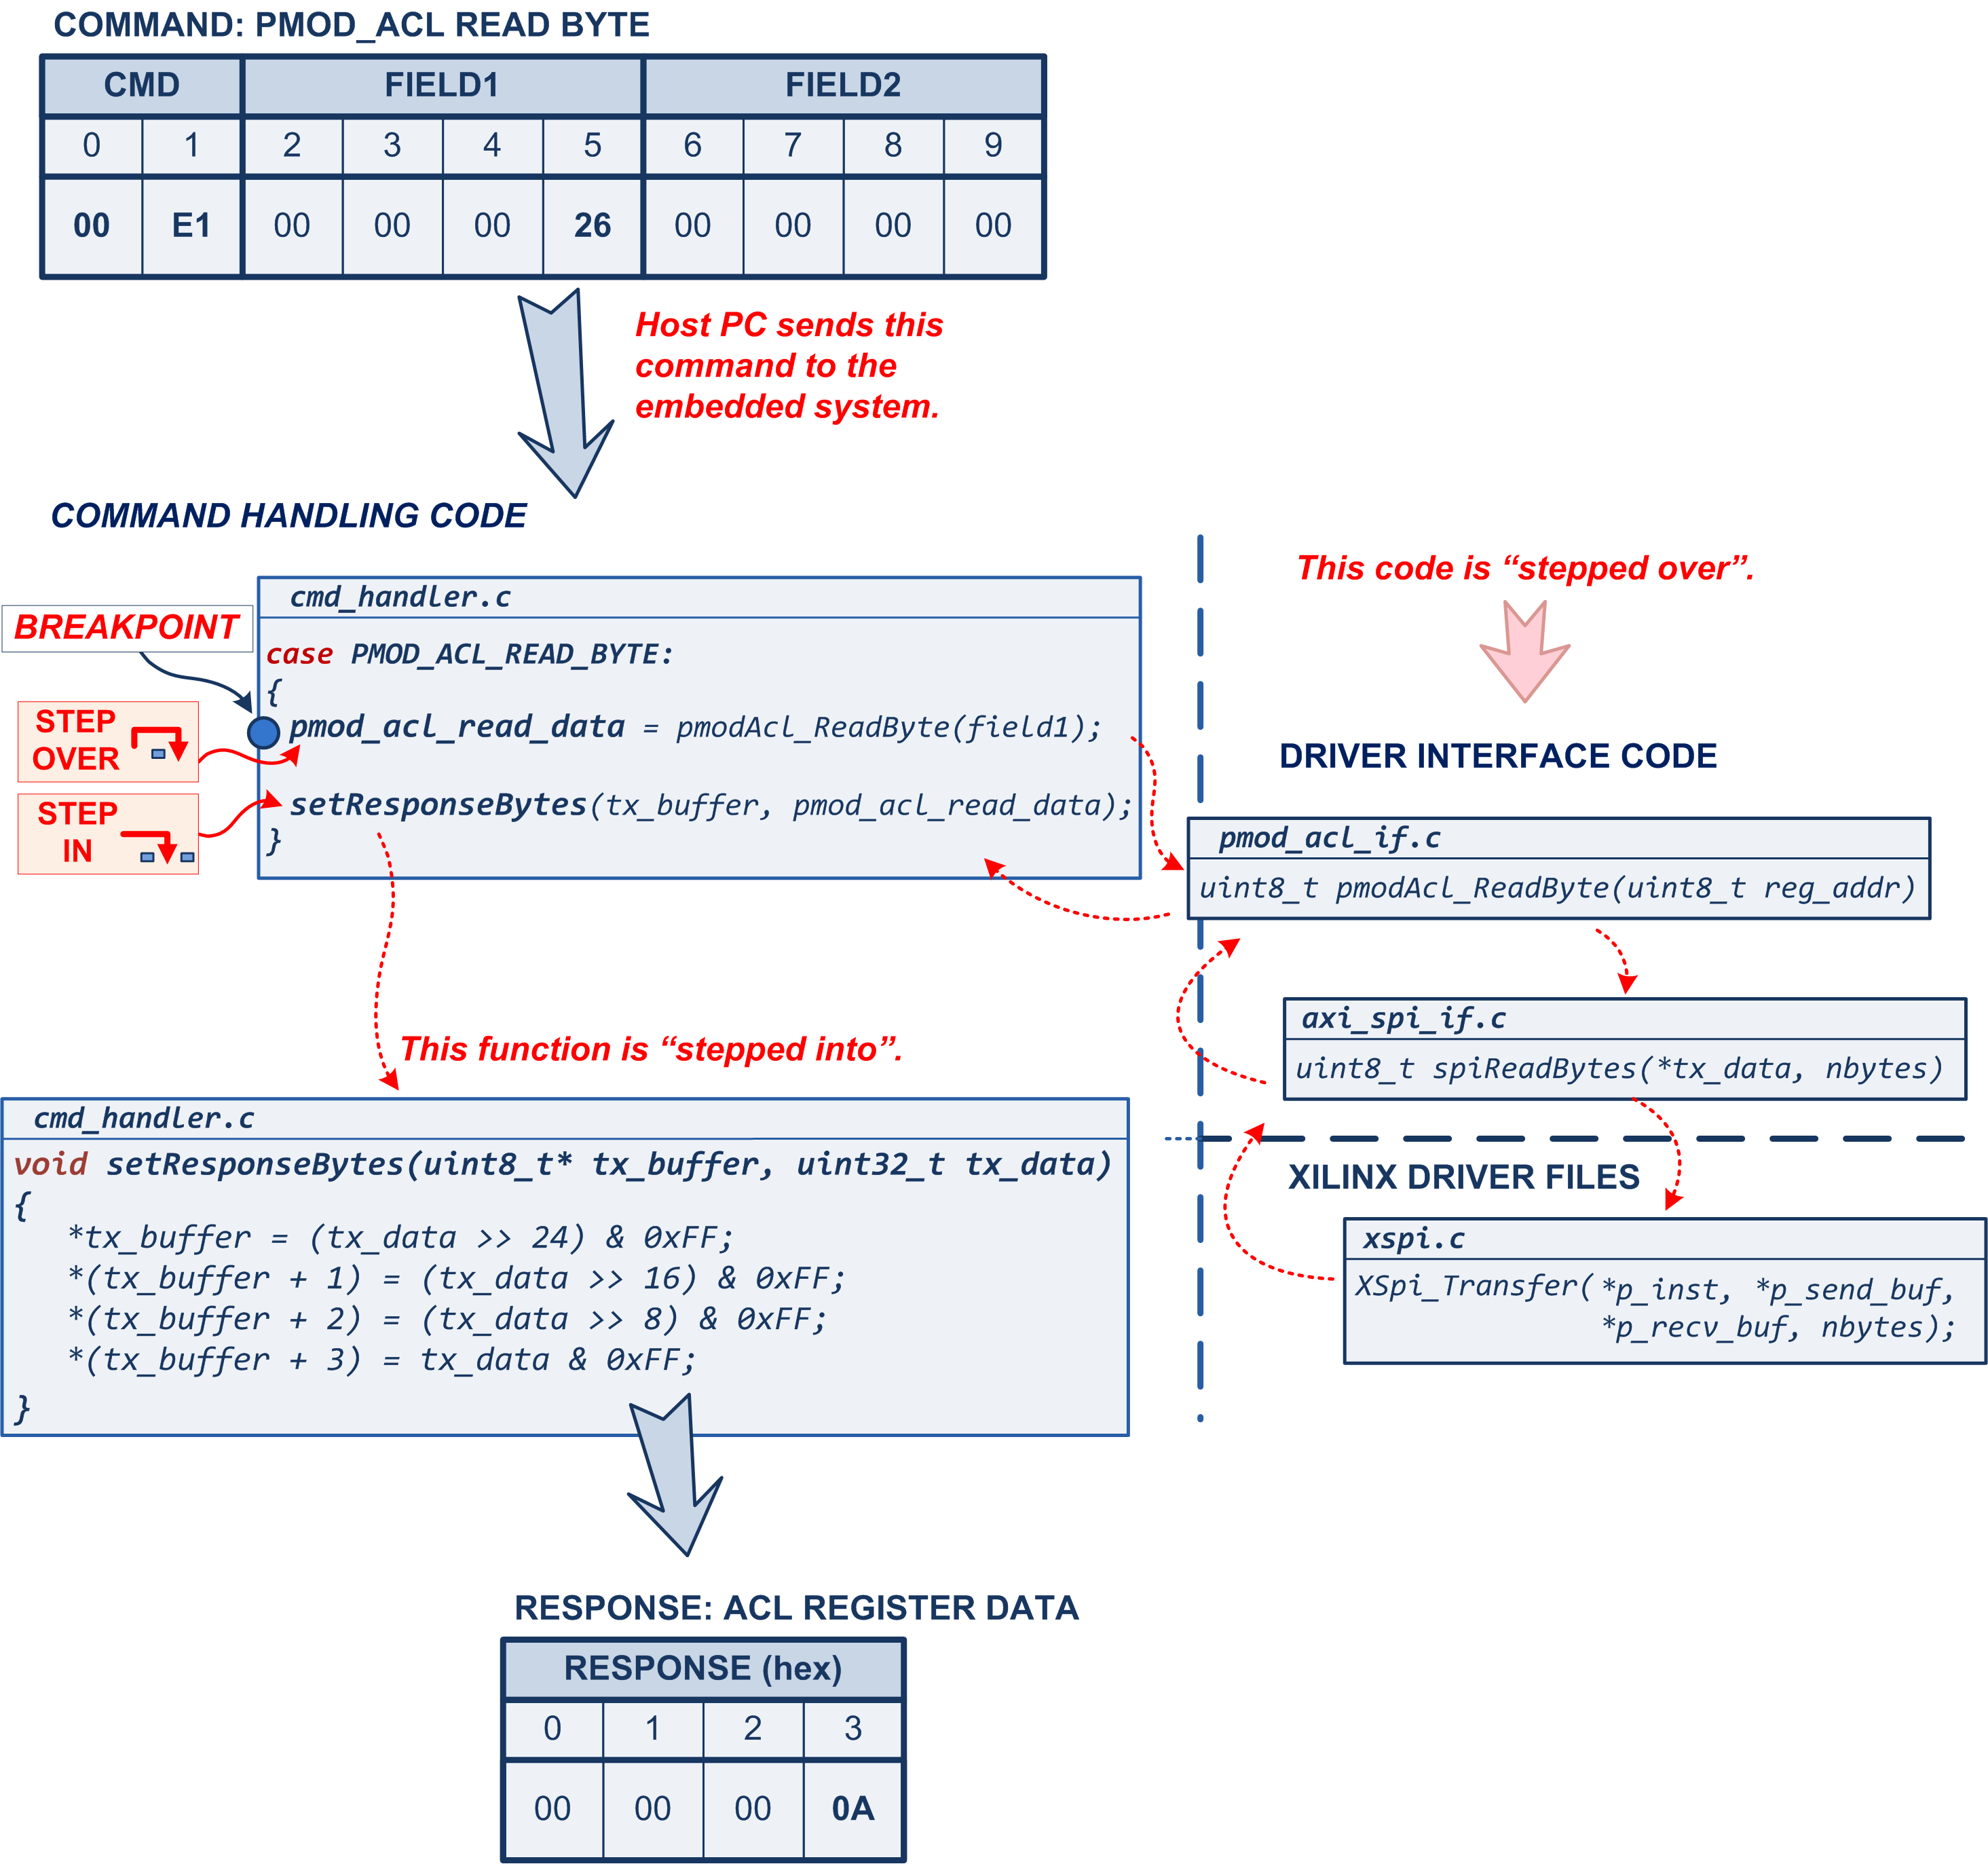 COMMAND: PMOD_ACL READ BYTE
CMD FIELD1 FIELD2
0 1 2 3 4 5 6 7 8 9
00 E1 00 00 00 26 00 00 00 00
Host PC sends this
command to the
embedded system.
COMMAND HANDLING CODE
This code is “stepped over”.
BREAKPOINT
cmd_handler.c
case PMOD_ACL_READ_BYTE:
{
pmod_acl_read_data = pmodAcl_ReadByte(field1);
setResponseBytes(tx_buffer, pmod_acl_read_data);
}
STEP
OVER
STEP
IN
DRIVER INTERFACE CODE
pmod_acl_if.c
uint8_t pmodAcl_ReadByte(uint8_t reg_addr)
axi_spi_if.c
uint8_t spiReadBytes(*tx_data, nbytes)
This function is “stepped into”.
XILINX DRIVER FILES
xspi.c
XSpi_Transfer(*p_inst, *p_send_buf,
*p_recv_buf, nbytes);
cmd_handler.c
void setResponseBytes(uint8_t* tx_buffer, uint32_t tx_data)
{
*tx_buffer = (tx_data >> 24) & 0xFF;
*(tx_buffer + 1) = (tx_data >> 16) & 0xFF;
*(tx_buffer + 2) = (tx_data >> 8) & 0xFF;
*(tx_buffer + 3) = tx_data & 0xFF;
}
RESPONSE: ACL REGISTER DATA
RESPONSE (hex)
0 1 2 3
00 00 00 0A